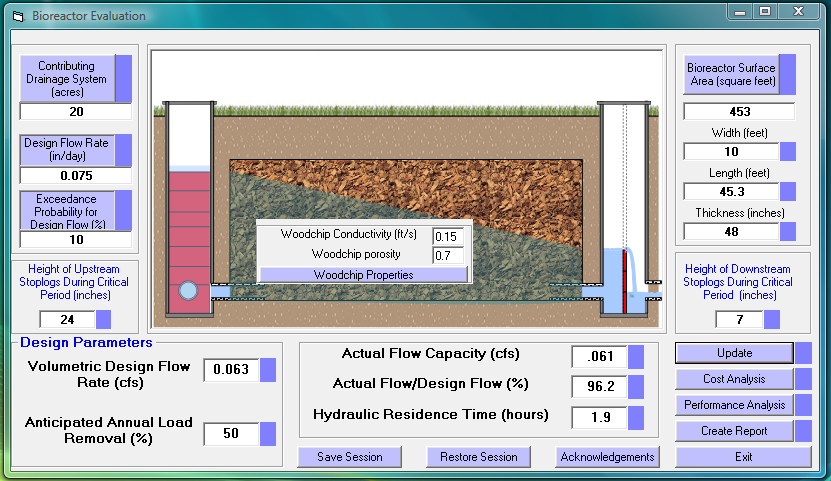 Bioreactor Evaluation
Contributing
Drainage System
(acres)
20
Design Flow Rate
(in/day)
0.075
Exceedance
Probability for
Design Flow (%)
10
Height of Upstream
Stoplogs During Critical
Period (inches)
24
Woodchip Conductivity (ft/s)
0.15
Woodchip porosity
0.7
Woodchip Properties
Bioreactor Surface
Area (square feet)
453
Width (feet)
10
Length (feet)
45.3
Thickness (inches)
48
Height of Downstream
Stoplogs During Critical
Period (inches)
7
Design Parameters
Volumetric Design Flow
Rate (cfs)
0.063
Anticipated Annual Load
Removal (%)
50
Actual Flow Capacity (cfs)
.061
Actual Flow/Design Flow (%)
96.2
Hydraulic Residence Time (hours)
1.9
Save Session
Restore Session
Acknowledgements
Update
Cost Analysis
Performance Analysis
Create Report
Exit